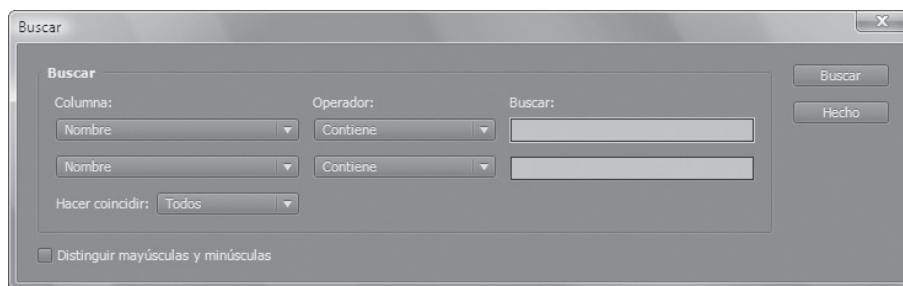 Buscar
Buscar
Columna: Operador: Buscar:
Nombre Contiene
Nombre Contiene
Hacer coincidir: Todos
Distinguir mayúsculas y minúsculas
Buscar
Hecho